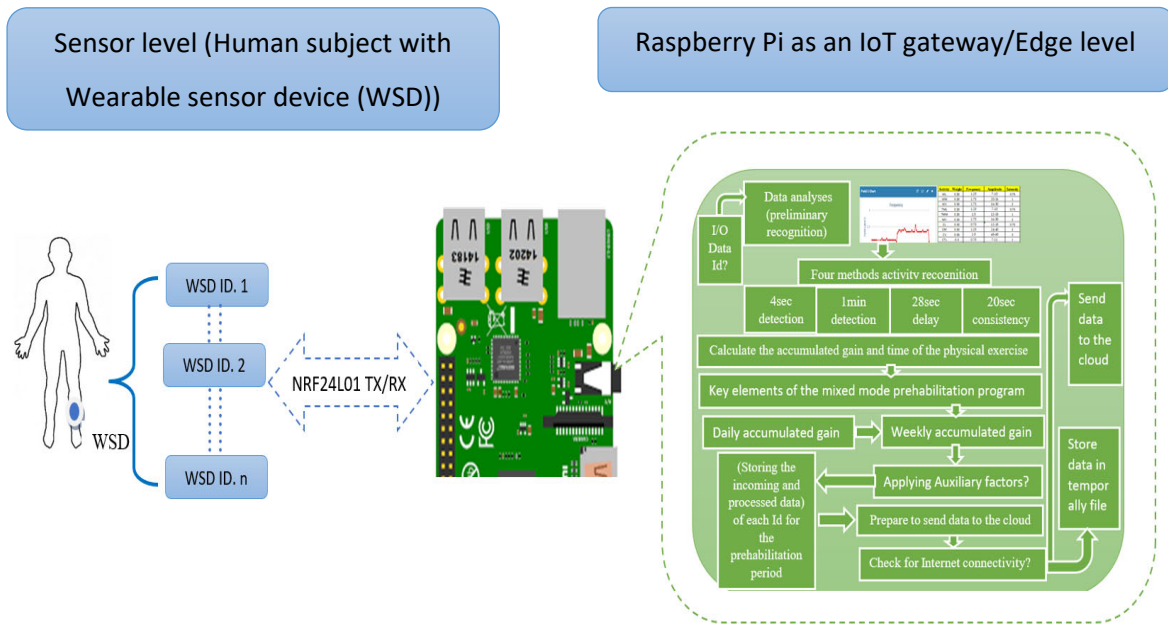 Sensor level (Human subject with
Wearable sensor device (WSD))
Raspberry Pi as an IoT gateway/Edge level
WSD ID. 1
WSD ID. 2
WSD ID. n
WSD
NRF24L01 TX/RX
14183
14202
CE
FC
I/O
Data
Id?
Data analyses
(preliminary
recognition)
Four methods activity recognition
4sec
detection
1min
detection
28sec
delay
20sec
consistency
Calculate the accumulated gain and time of the physical exercise
Key elements of the mixed mode prehabilitation program
Daily accumulated gain
Weekly accumulated gain
Applying Auxiliary factors?
(Storing the
incoming and
processed data)
of each Id for
the
prehabilitation
period
Prepare to send data to the cloud
Check for Internet connectivity?
Send
data
to the
cloud
Store
data in
tempor
ally file